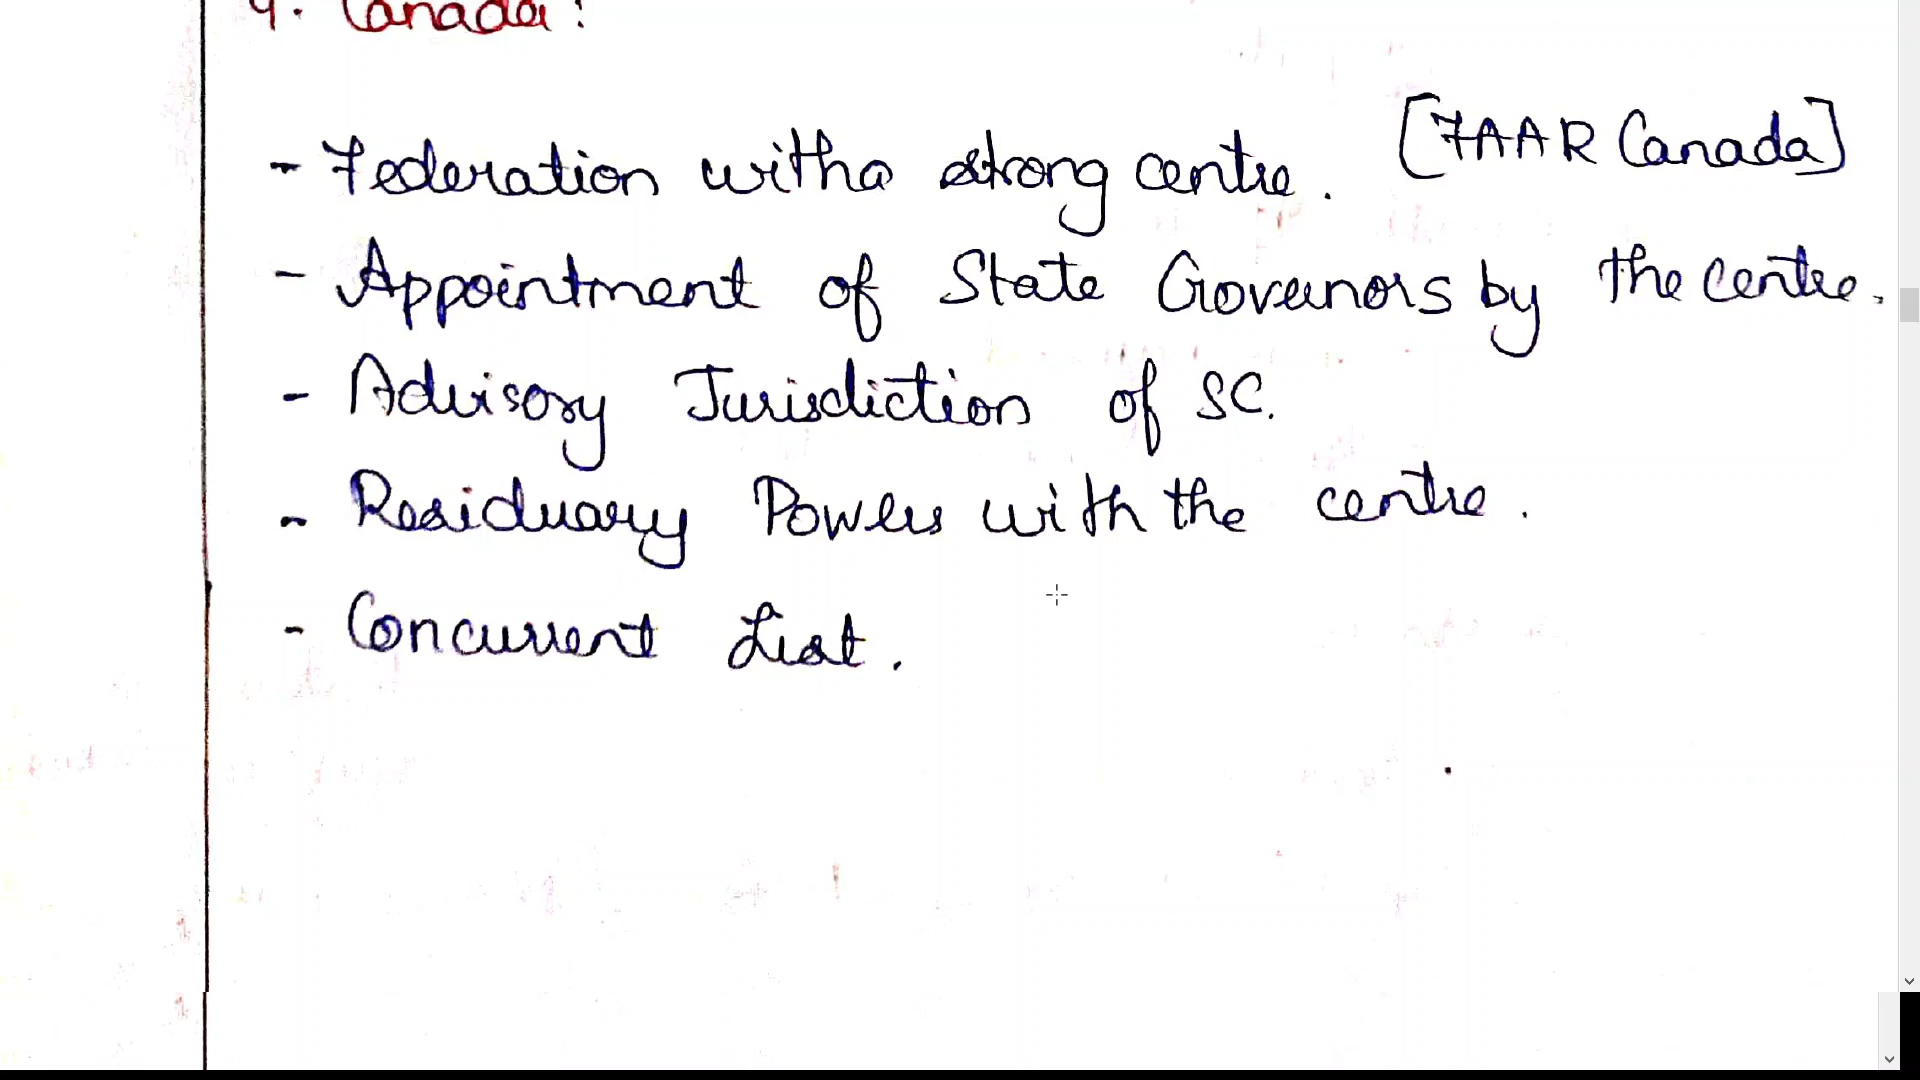 4. Canada:
[FAAR Canada]
- Federation with a strong centre.
- Appointment of State Governors by the centre.
- Advisory Jurisdiction of SC.
- Residuary Powers with the centre.
- Concurrent List.